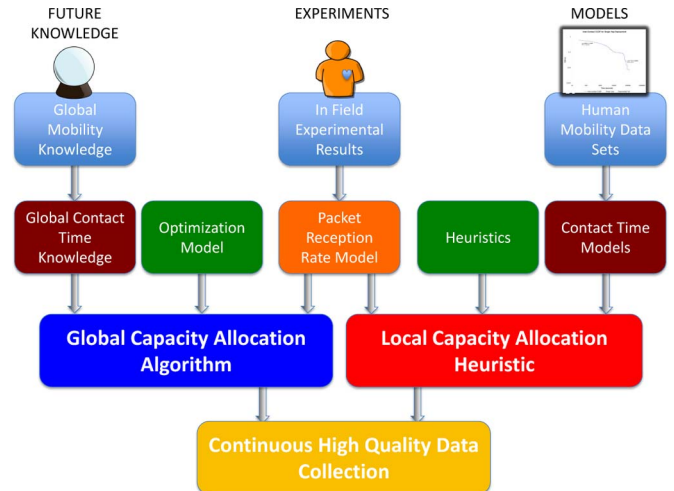 FUTURE
KNOWLEDGE
EXPERIMENTS
MODELS
Global
Mobility
Knowledge
In Field
Experimental
Results
Human
Mobility Data
Sets
Global Contact
Time
Knowledge
Optimization
Model
Packet
Reception
Rate Model
Heuristics
Contact Time
Models
Global Capacity Allocation
Algorithm
Local Capacity Allocation
Heuristic
Continuous High Quality Data
Collection